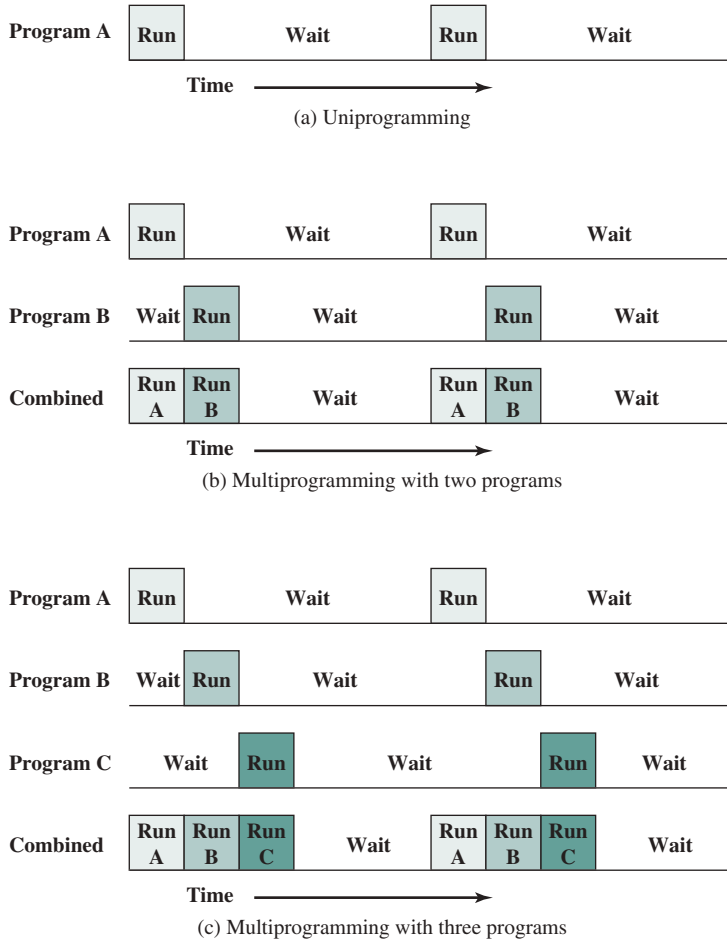 Program A Run Wait Run Wait
Time
(a) Uniprogramming
Program A Run Wait Run Wait
Program B Wait Run Wait Run Wait
Combined Run A Run B Wait Run A Run B Wait
Time
(b) Multiprogramming with two programs
Program A Run Wait Run Wait
Program B Wait Run Wait Run Wait
Program C Wait Run Wait Run Wait
Combined Run A Run B Run C Wait Run A Run B Run C Wait
Time
(c) Multiprogramming with three programs